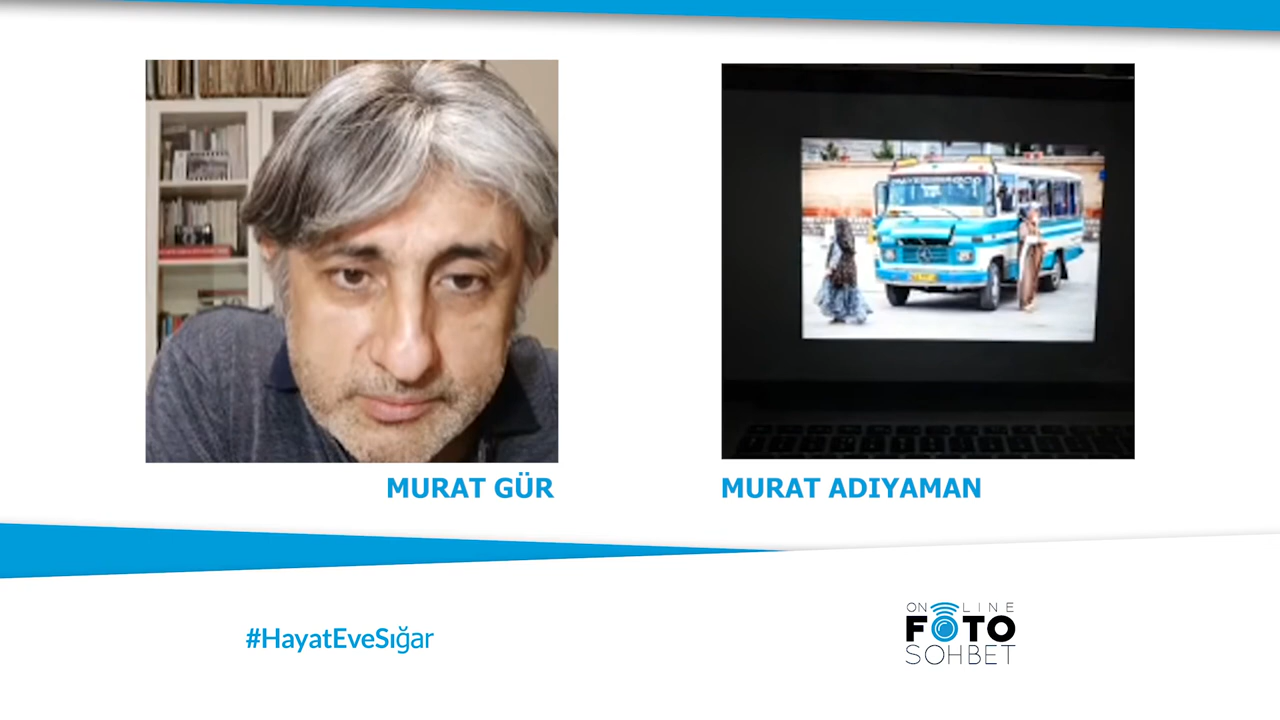 MURAT GÜR
MURAT ADIYAMAN
#HayatEveSığar
ONLINE
FOTO
SOHBET